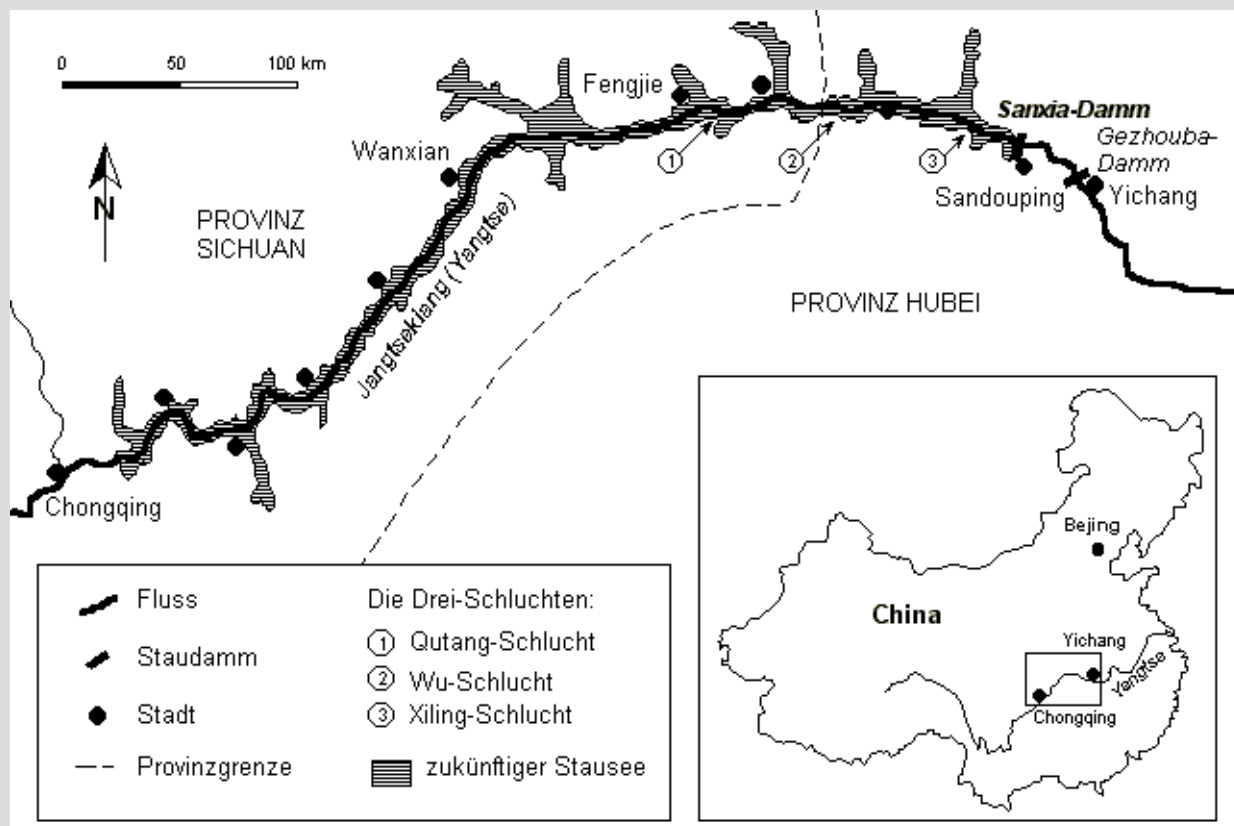 0 50 100 km
Fengjie
Sanxia-Damm
Gezhouba-
Damm
Wanxian
1
2
3
Sandouping
Yichang
N
PROVINZ
SICHUAN
Jangtsekiang (Yangtse)
PROVINZ HUBEI
Chongqing
Fluss
Staudamm
Stadt
Provinzgrenze
Die Drei-Schluchten:
1 Qutang-Schlucht
2 Wu-Schlucht
3 Xiling-Schlucht
zukünftiger Stausee
Bejing
China
Yichang
Yangtse
Chongqing